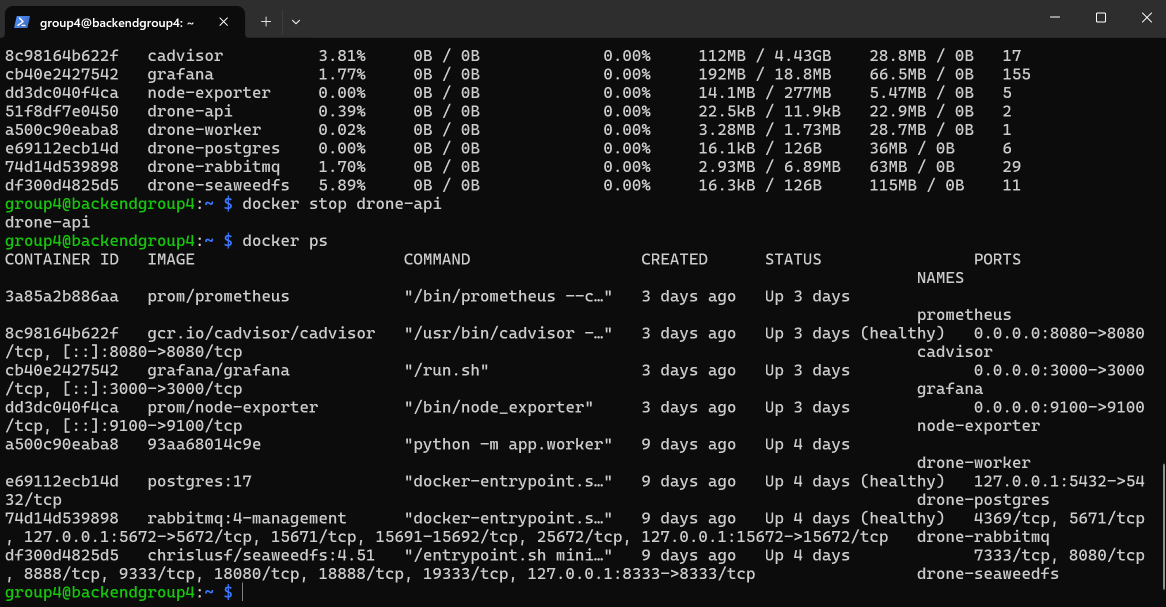 group4@backendgroup4: ~
8c98164b622f   cadvisor          3.81%     0B / 0B             0.00%     112MB / 4.43GB    28.8MB / 0B   17
cb40e2427542   grafana           1.77%     0B / 0B             0.00%     192MB / 18.8MB    66.5MB / 0B   155
dd3dc040f4ca   node-exporter     0.00%     0B / 0B             0.00%     14.1MB / 277MB    5.47MB / 0B   5
51f8df7e0450   drone-api         0.39%     0B / 0B             0.00%     22.5kB / 11.9kB   22.9MB / 0B   2
a500c90eaba8   drone-worker      0.02%     0B / 0B             0.00%     3.28MB / 1.73MB   28.7MB / 0B   1
e69112ecb14d   drone-postgres    0.00%     0B / 0B             0.00%     16.1kB / 126B     36MB / 0B     6
74d14d539898   drone-rabbitmq    1.70%     0B / 0B             0.00%     2.93MB / 6.89MB   63MB / 0B     29
df300d4825d5   drone-seaweedfs   5.89%     0B / 0B             0.00%     16.3kB / 126B     115MB / 0B    11
group4@backendgroup4:~ $ docker stop drone-api
drone-api
group4@backendgroup4:~ $ docker ps
CONTAINER ID   IMAGE                     COMMAND                  CREATED      STATUS                PORTS
NAMES
3a85a2b886aa   prom/prometheus           "/bin/prometheus --c…"   3 days ago   Up 3 days
prometheus
8c98164b622f   gcr.io/cadvisor/cadvisor   "/usr/bin/cadvisor -…"   3 days ago   Up 3 days (healthy)   0.0.0.0:8080->8080
/tcp, [::]:8080->8080/tcp   cadvisor
cb40e2427542   grafana/grafana           "/run.sh"                3 days ago   Up 3 days             0.0.0.0:3000->3000
/tcp, [::]:3000->3000/tcp   grafana
dd3dc040f4ca   prom/node-exporter        "/bin/node_exporter"     3 days ago   Up 3 days             0.0.0.0:9100->9100
/tcp, [::]:9100->9100/tcp   node-exporter
a500c90eaba8   93aa68014c9e              "python -m app.worker"   9 days ago   Up 4 days
drone-worker
e69112ecb14d   postgres:17               "docker-entrypoint.s…"   9 days ago   Up 4 days (healthy)   127.0.0.1:5432->54
32/tcp   drone-postgres
74d14d539898   rabbitmq:4-management     "docker-entrypoint.s…"   9 days ago   Up 4 days (healthy)   4369/tcp, 5671/tcp
, 127.0.0.1:5672->5672/tcp, 15671/tcp, 15691-15692/tcp, 25672/tcp, 127.0.0.1:15672->15672/tcp   drone-rabbitmq
df300d4825d5   chrislusf/seaweedfs:4.51   "/entrypoint.sh mini…"   9 days ago   Up 4 days             7333/tcp, 8080/tcp
, 8888/tcp, 9333/tcp, 18080/tcp, 18888/tcp, 19333/tcp, 127.0.0.1:8333->8333/tcp   drone-seaweedfs
group4@backendgroup4:~ $